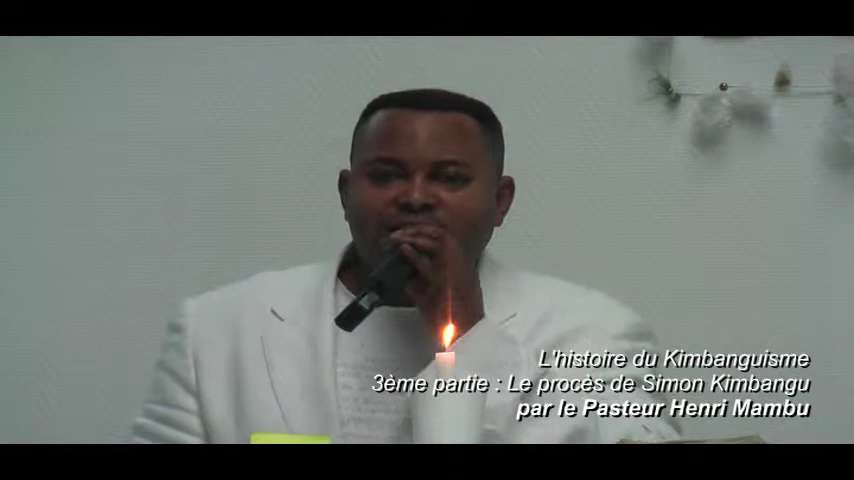 L'histoire du Kimbanguisme
3ème partie : Le procès de Simon Kimbangu
par le Pasteur Henri Mambu